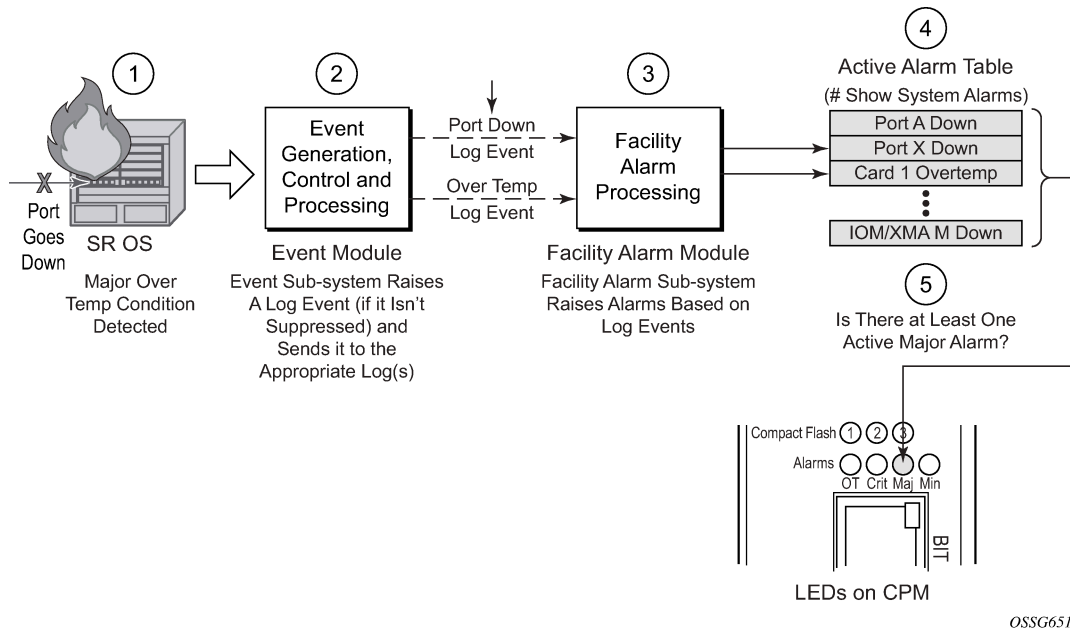 1
Port
Goes
Down
SR OS
Major Over
Temp Condition
Detected
2
Event
Generation,
Control and
Processing
Event Module
Event Sub-system Raises
A Log Event (if it Isn't
Suppressed) and
Sends it to the
Appropriate Log(s)
Port Down
Log Event
Over Temp
Log Event
3
Facility
Alarm
Processing
Facility Alarm Module
Facility Alarm Sub-system
Raises Alarms Based on
Log Events
4
Active Alarm Table
(# Show System Alarms)
Port A Down
Port X Down
Card 1 Overtemp
IOM/XMA M Down
5
Is There at Least One
Active Major Alarm?
Compact Flash 1 2 3
Alarms
OT Crit Maj Min
BIT
LEDs on CPM
OSSG651